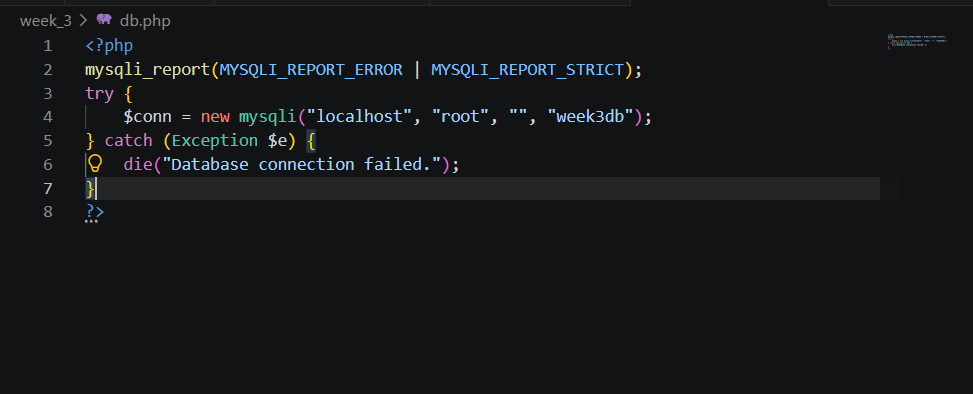 week_3 > db.php
1 <?php
2 mysqli_report(MYSQLI_REPORT_ERROR | MYSQLI_REPORT_STRICT);
3 try {
4     $conn = new mysqli("localhost", "root", "", "week3db");
5 } catch (Exception $e) {
6     die("Database connection failed.");
7 }
8 ?>